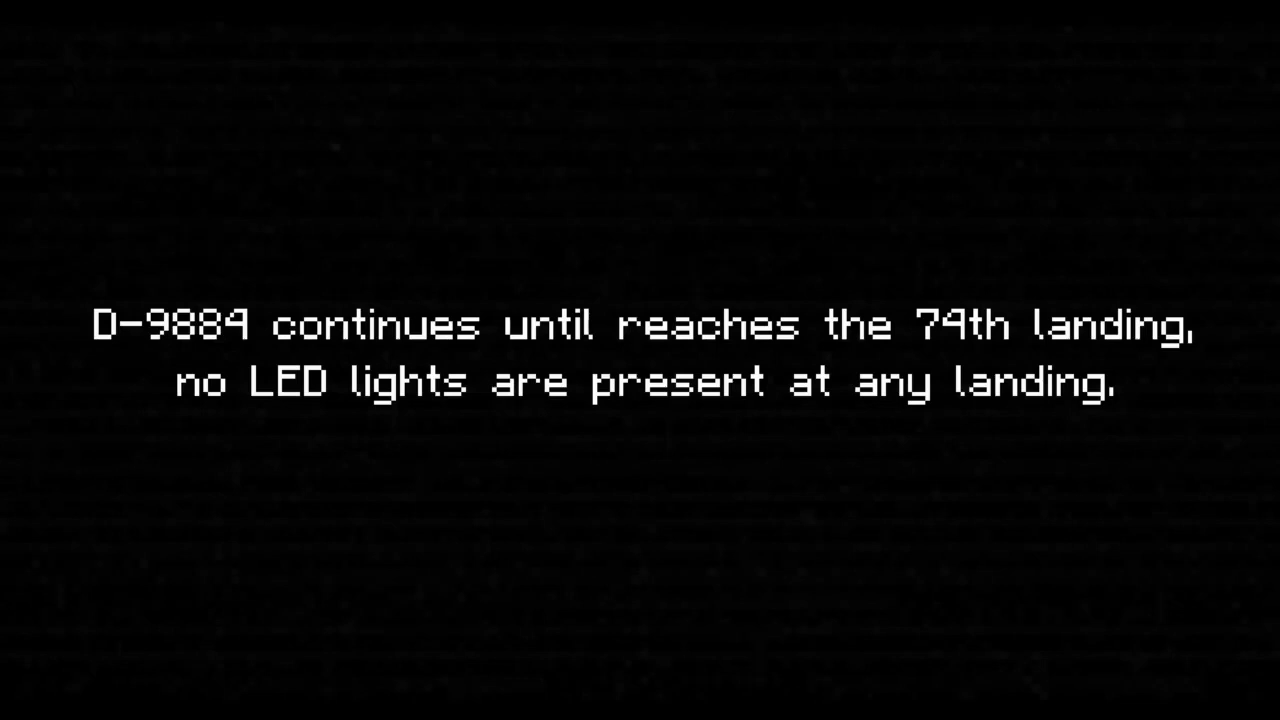 D-9884 continues until reaches the 74th landing,
no LED lights are present at any landing.